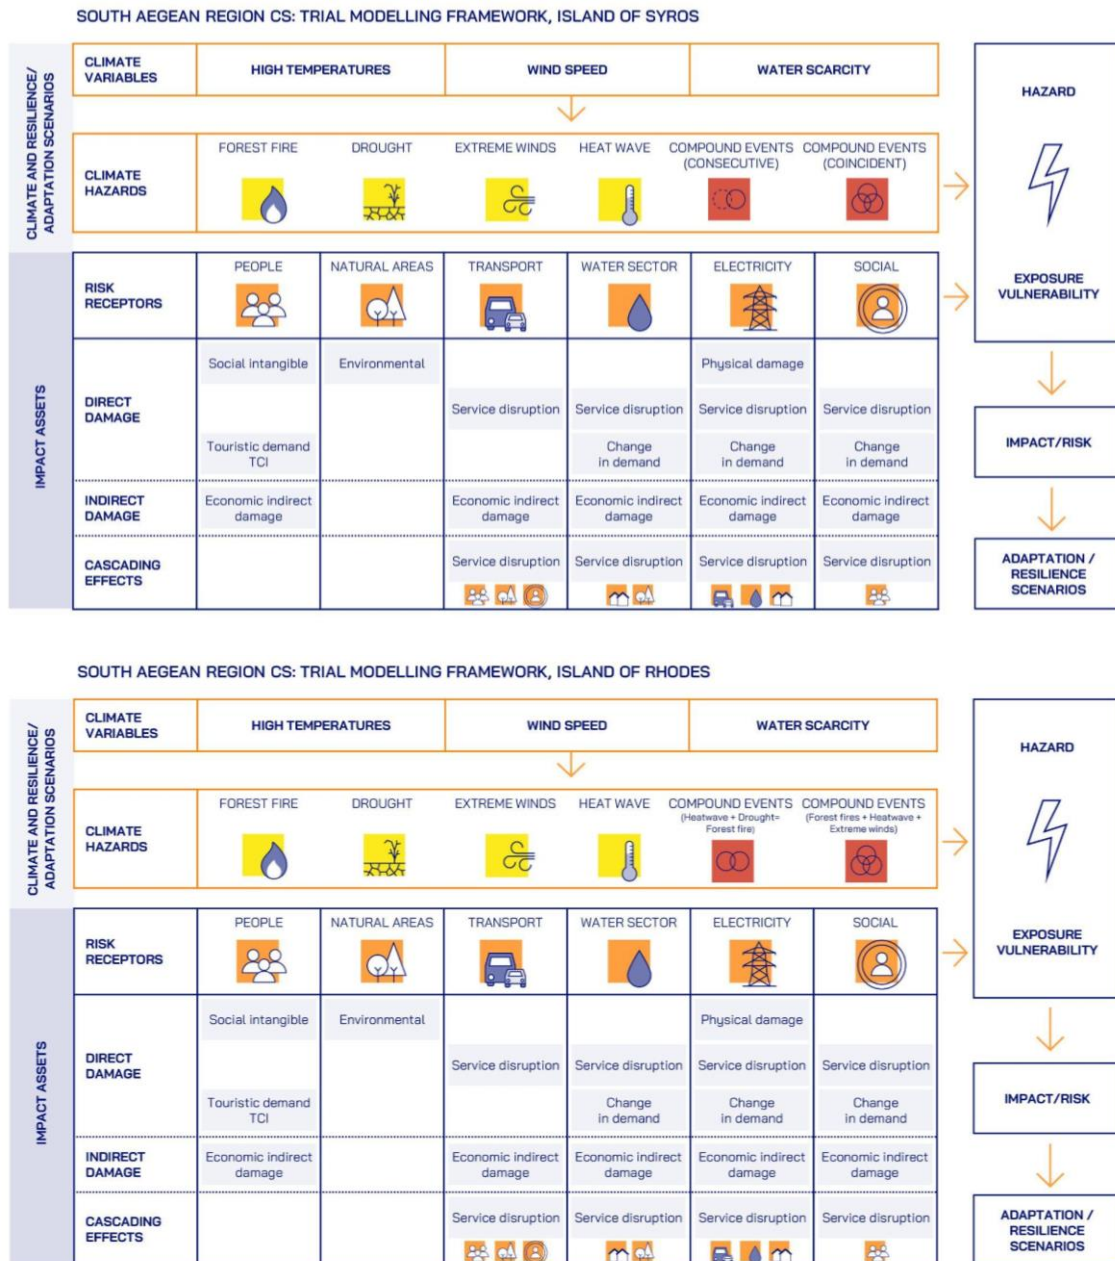 SOUTH AEGEAN REGION CS: TRIAL MODELLING FRAMEWORK, ISLAND OF SYROS
CLIMATE AND RESILIENCE/
ADAPTATION SCENARIOS
CLIMATE
VARIABLES
HIGH TEMPERATURES
WIND SPEED
WATER SCARCITY
CLIMATE
HAZARDS
FOREST FIRE
DROUGHT
EXTREME WINDS
HEAT WAVE
COMPOUND EVENTS
(CONSECUTIVE)
COMPOUND EVENTS
(COINCIDENT)
HAZARD
EXPOSURE
VULNERABILITY
IMPACT ASSETS
RISK
RECEPTORS
PEOPLE
NATURAL AREAS
TRANSPORT
WATER SECTOR
ELECTRICITY
SOCIAL
DIRECT
DAMAGE
Social intangible
Environmental
Physical damage
Service disruption
Service disruption
Service disruption
Service disruption
Touristic demand
TCI
Change
in demand
Change
in demand
Change
in demand
INDIRECT
DAMAGE
Economic indirect
damage
Economic indirect
damage
Economic indirect
damage
Economic indirect
damage
Economic indirect
damage
CASCADING
EFFECTS
Service disruption
Service disruption
Service disruption
Service disruption
IMPACT/RISK
ADAPTATION /
RESILIENCE
SCENARIOS
SOUTH AEGEAN REGION CS: TRIAL MODELLING FRAMEWORK, ISLAND OF RHODES
CLIMATE AND RESILIENCE/
ADAPTATION SCENARIOS
CLIMATE
VARIABLES
HIGH TEMPERATURES
WIND SPEED
WATER SCARCITY
CLIMATE
HAZARDS
FOREST FIRE
DROUGHT
EXTREME WINDS
HEAT WAVE
COMPOUND EVENTS
(Heatwave + Drought=
Forest fire)
COMPOUND EVENTS
(Forest fires + Heatwave +
Extreme winds)
HAZARD
EXPOSURE
VULNERABILITY
IMPACT ASSETS
RISK
RECEPTORS
PEOPLE
NATURAL AREAS
TRANSPORT
WATER SECTOR
ELECTRICITY
SOCIAL
DIRECT
DAMAGE
Social intangible
Environmental
Physical damage
Service disruption
Service disruption
Service disruption
Service disruption
Touristic demand
TCI
Change
in demand
Change
in demand
Change
in demand
INDIRECT
DAMAGE
Economic indirect
damage
Economic indirect
damage
Economic indirect
damage
Economic indirect
damage
Economic indirect
damage
CASCADING
EFFECTS
Service disruption
Service disruption
Service disruption
Service disruption
IMPACT/RISK
ADAPTATION /
RESILIENCE
SCENARIOS